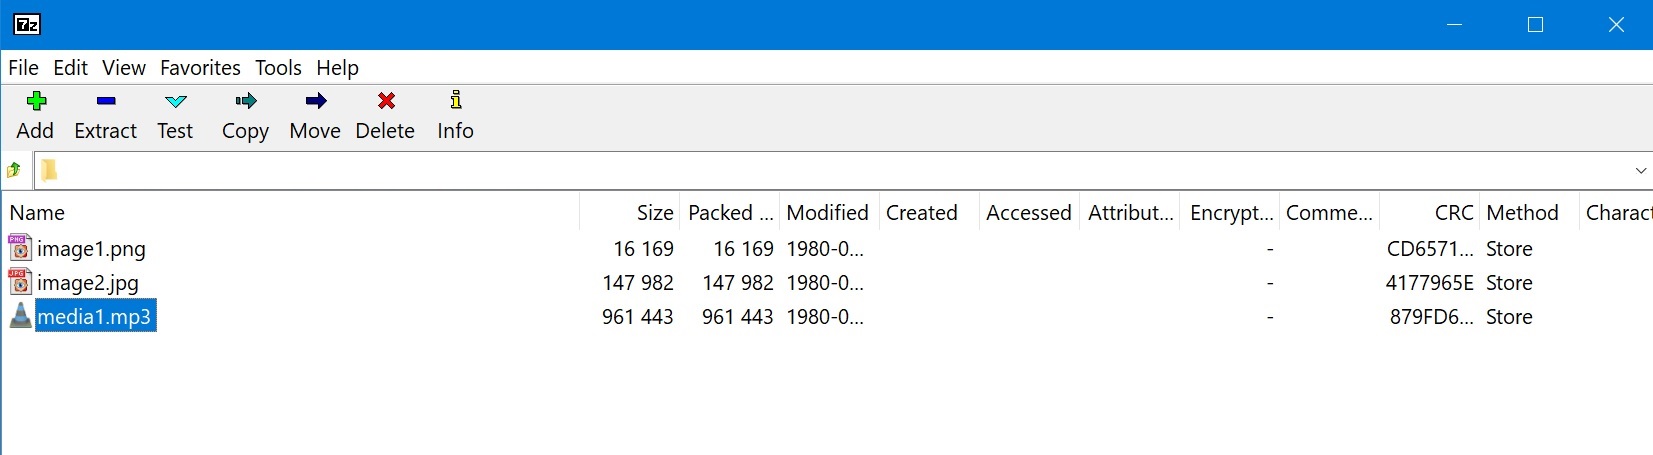 7z
File Edit View Favorites Tools Help
Add Extract Test Copy Move Delete Info
Name Size Packed ... Modified Created Accessed Attribut... Encrypt... Comme... CRC Method Charact
PNG image1.png 16 169 16 169 1980-0... - CD6571... Store
JPG image2.jpg 147 982 147 982 1980-0... - 4177965E Store
media1.mp3 961 443 961 443 1980-0... - 879FD6... Store